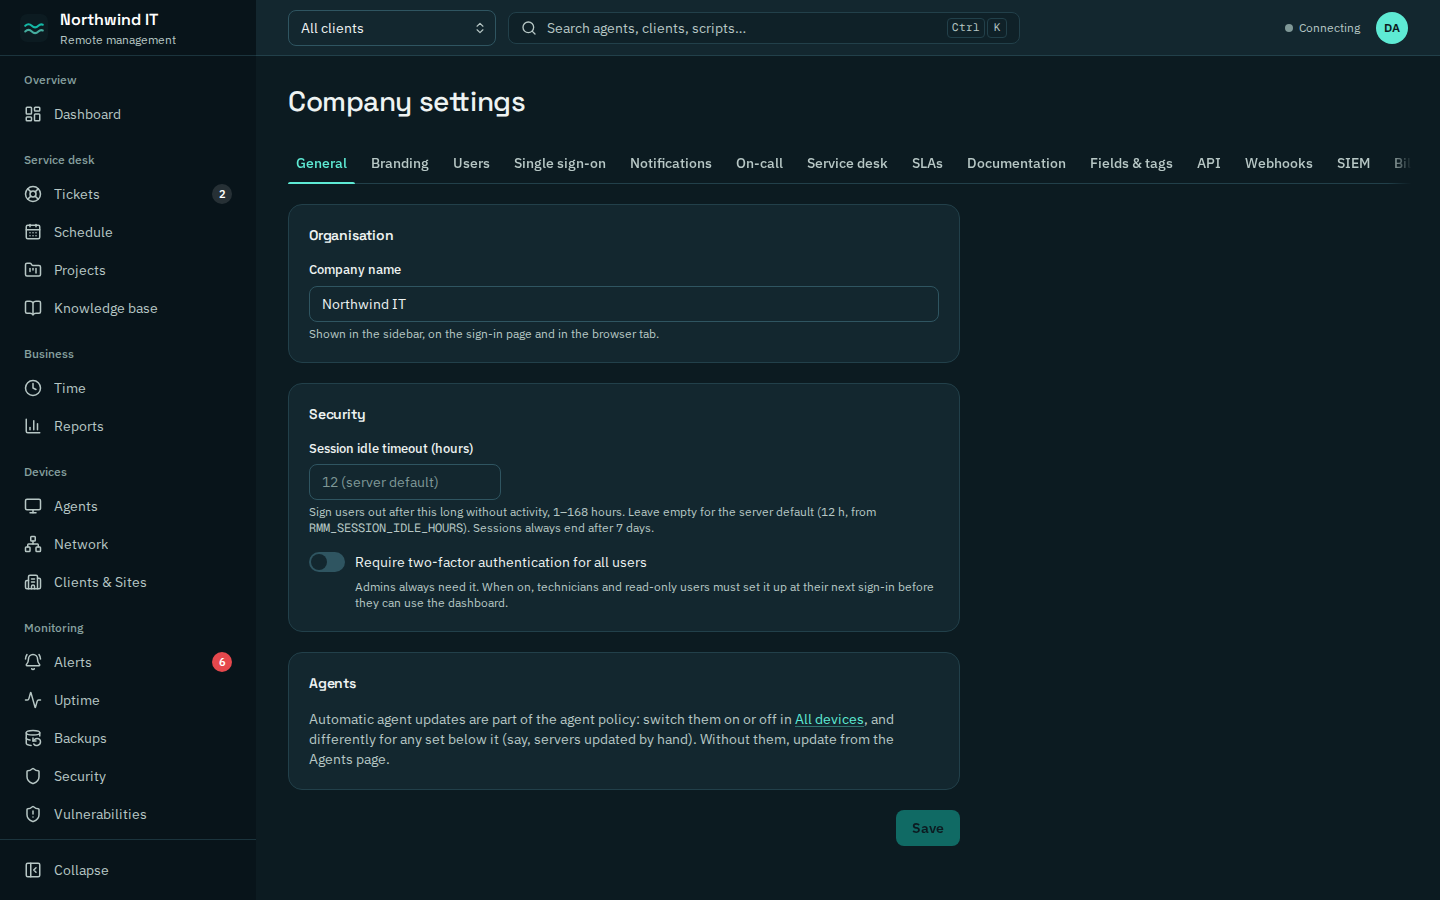 Northwind IT
Remote management
All clients
Search agents, clients, scripts...
Ctrl K
Connecting
DA
Overview
Dashboard
Service desk
Tickets 2
Schedule
Projects
Knowledge base
Business
Time
Reports
Devices
Agents
Network
Clients & Sites
Monitoring
Alerts 6
Uptime
Backups
Security
Vulnerabilities
Collapse
Company settings
General Branding Users Single sign-on Notifications On-call Service desk SLAs Documentation Fields & tags API Webhooks SIEM
Organisation
Company name
Northwind IT
Shown in the sidebar, on the sign-in page and in the browser tab.
Security
Session idle timeout (hours)
12 (server default)
Sign users out after this long without activity, 1–168 hours. Leave empty for the server default (12 h, from
RMM_SESSION_IDLE_HOURS). Sessions always end after 7 days.
Require two-factor authentication for all users
Admins always need it. When on, technicians and read-only users must set it up at their next sign-in before
they can use the dashboard.
Agents
Automatic agent updates are part of the agent policy: switch them on or off in All devices, and
differently for any set below it (say, servers updated by hand). Without them, update from the
Agents page.
Save